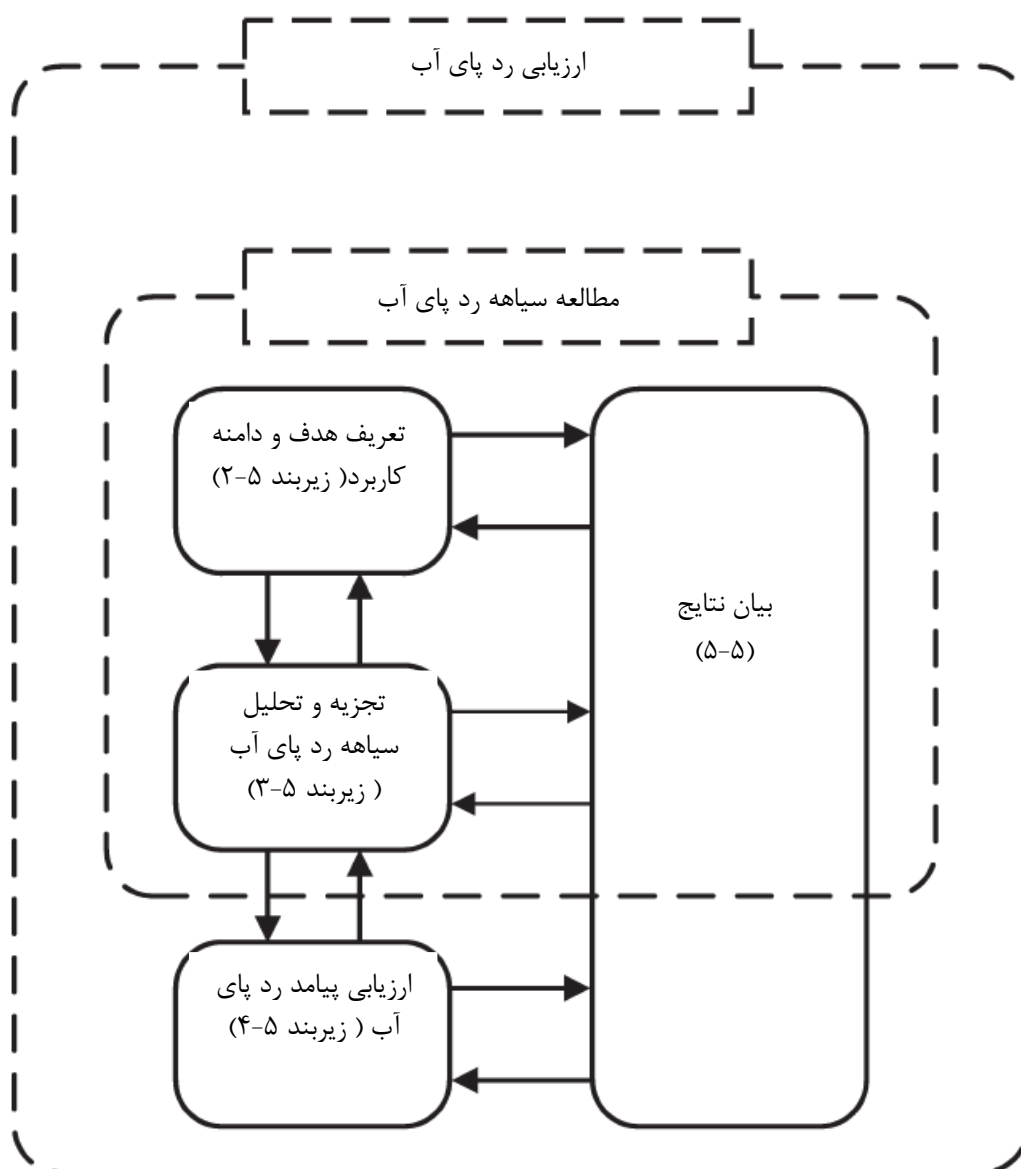 ارزیابی رد پای آب
مطالعه سیاهه رد پای آب
تعریف هدف و دامنه
کاربرد( زیربند ۵-۲)
بیان نتایج
(۵-۵)
تجزیه و تحلیل
سیاهه رد پای آب
( زیربند ۵-۳)
ارزیابی پیامد رد پای
آب ( زیربند ۵-۴)